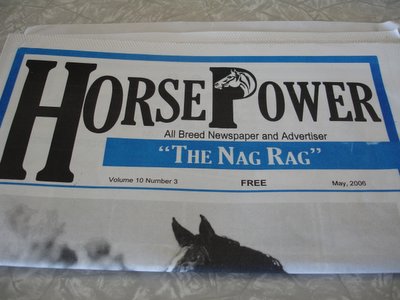 HORSEPOWER
All Breed Newspaper and Advertiser
"THE NAG RAG"
Volume 10 Number 3 FREE May, 2006